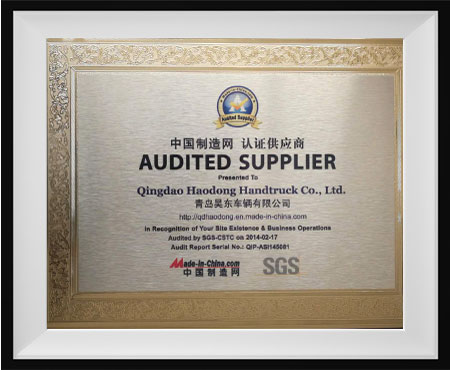 Audited Supplier
中国制造网 认证供应商
AUDITED SUPPLIER
Presented To
Qingdao Haodong Handtruck Co., Ltd.
青岛昊东车辆有限公司
http://qdhaodong.en.made-in-china.com
In Recognition of Your Site Existence & Business Operations
Audited by SGS-CSTC on 2014-02-17
Audit Report Serial No.: QIP-ASI145081
Made-in-China.com
中国制造网
SGS